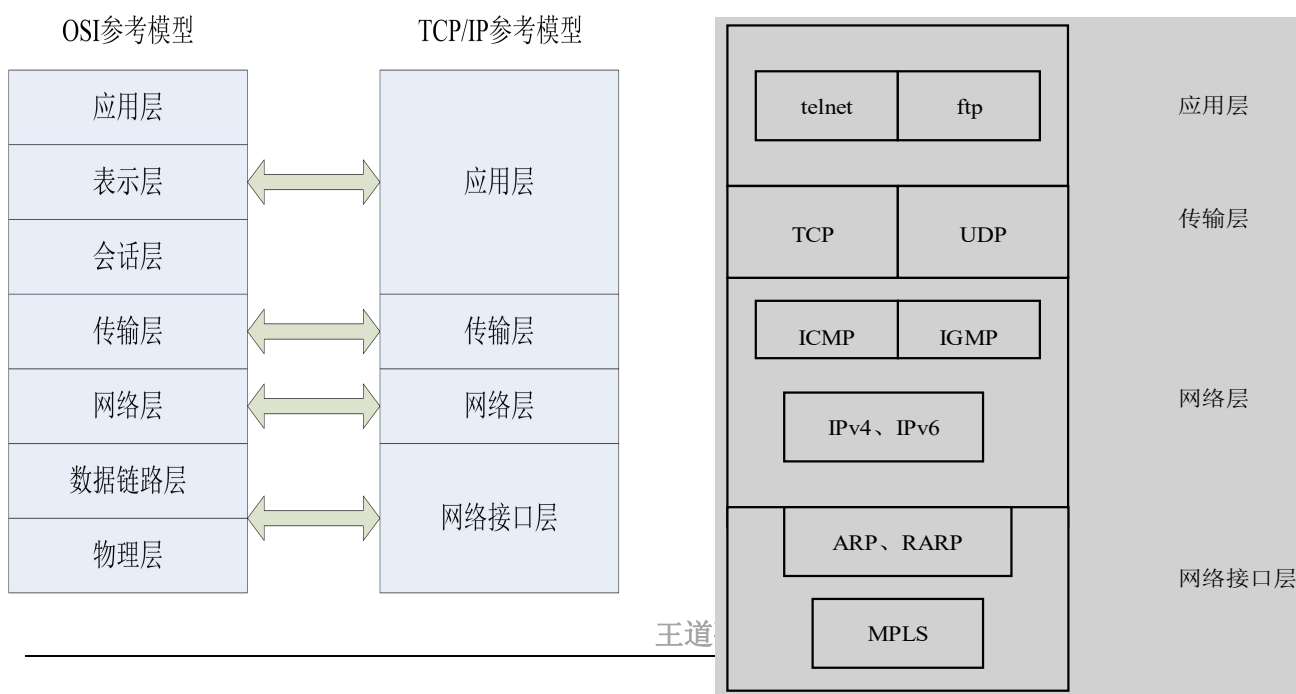 OSI参考模型
TCP/IP参考模型
应用层
表示层
会话层
传输层
网络层
数据链路层
物理层
应用层
传输层
网络层
网络接口层
telnet
ftp
应用层
TCP
UDP
传输层
ICMP
IGMP
IPv4、IPv6
网络层
ARP、RARP
MPLS
网络接口层
王道